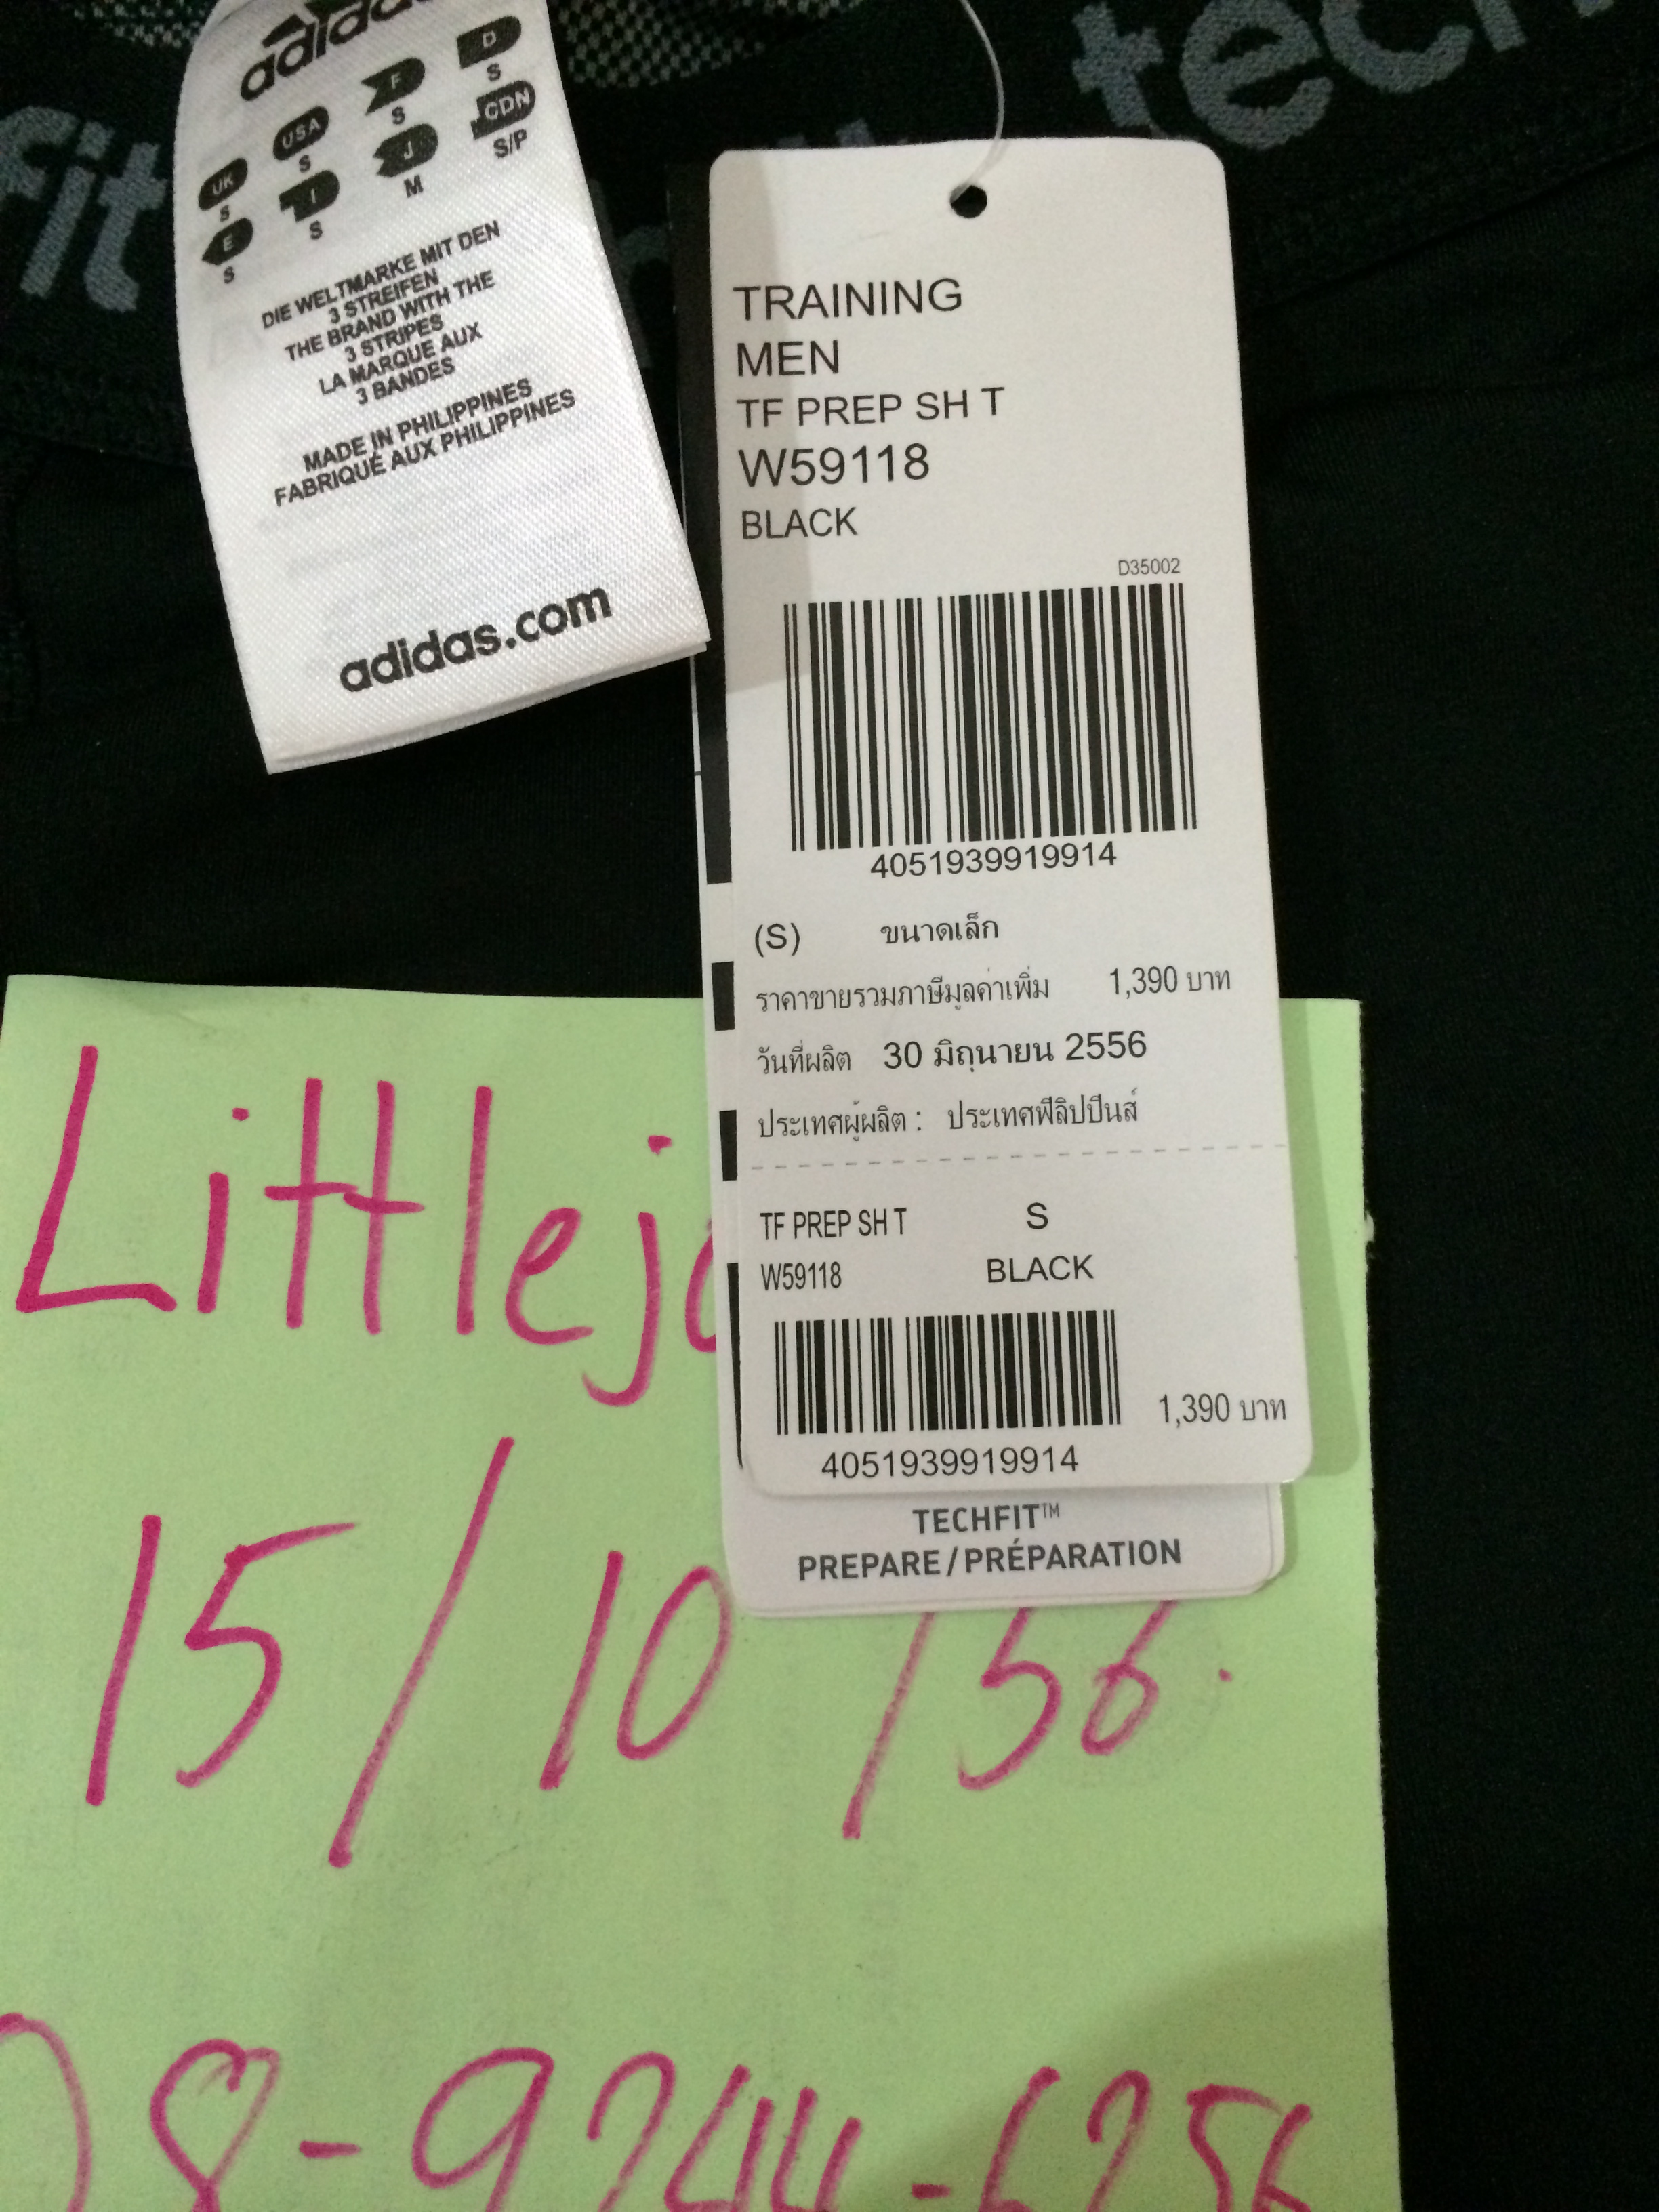 fit
tech
adidas
D
S
F
S
USA
S
UK
S
CDN
S/P
J
M
I
S
E
S
DIE WELTMARKE MIT DEN
3 STREIFEN
THE BRAND WITH THE
3 STRIPES
LA MARQUE AUX
3 BANDES
MADE IN PHILIPPINES
FABRIQUÉ AUX PHILIPPINES
adidas.com
TRAINING
MEN
TF PREP SH T
W59118
BLACK
D35002
4051939919914
(S) ขนาดเล็ก
ราคาขายรวมภาษีมูลค่าเพิ่ม 1,390 บาท
วันที่ผลิต 30 มิถุนายน 2556
ประเทศผู้ผลิต : ประเทศฟิลิปปินส์
TF PREP SH T S
W59118 BLACK
1,390 บาท
4051939919914
TECHFIT™
PREPARE/PRÉPARATION
Littlejo
15/10/56.
08-9244-6256